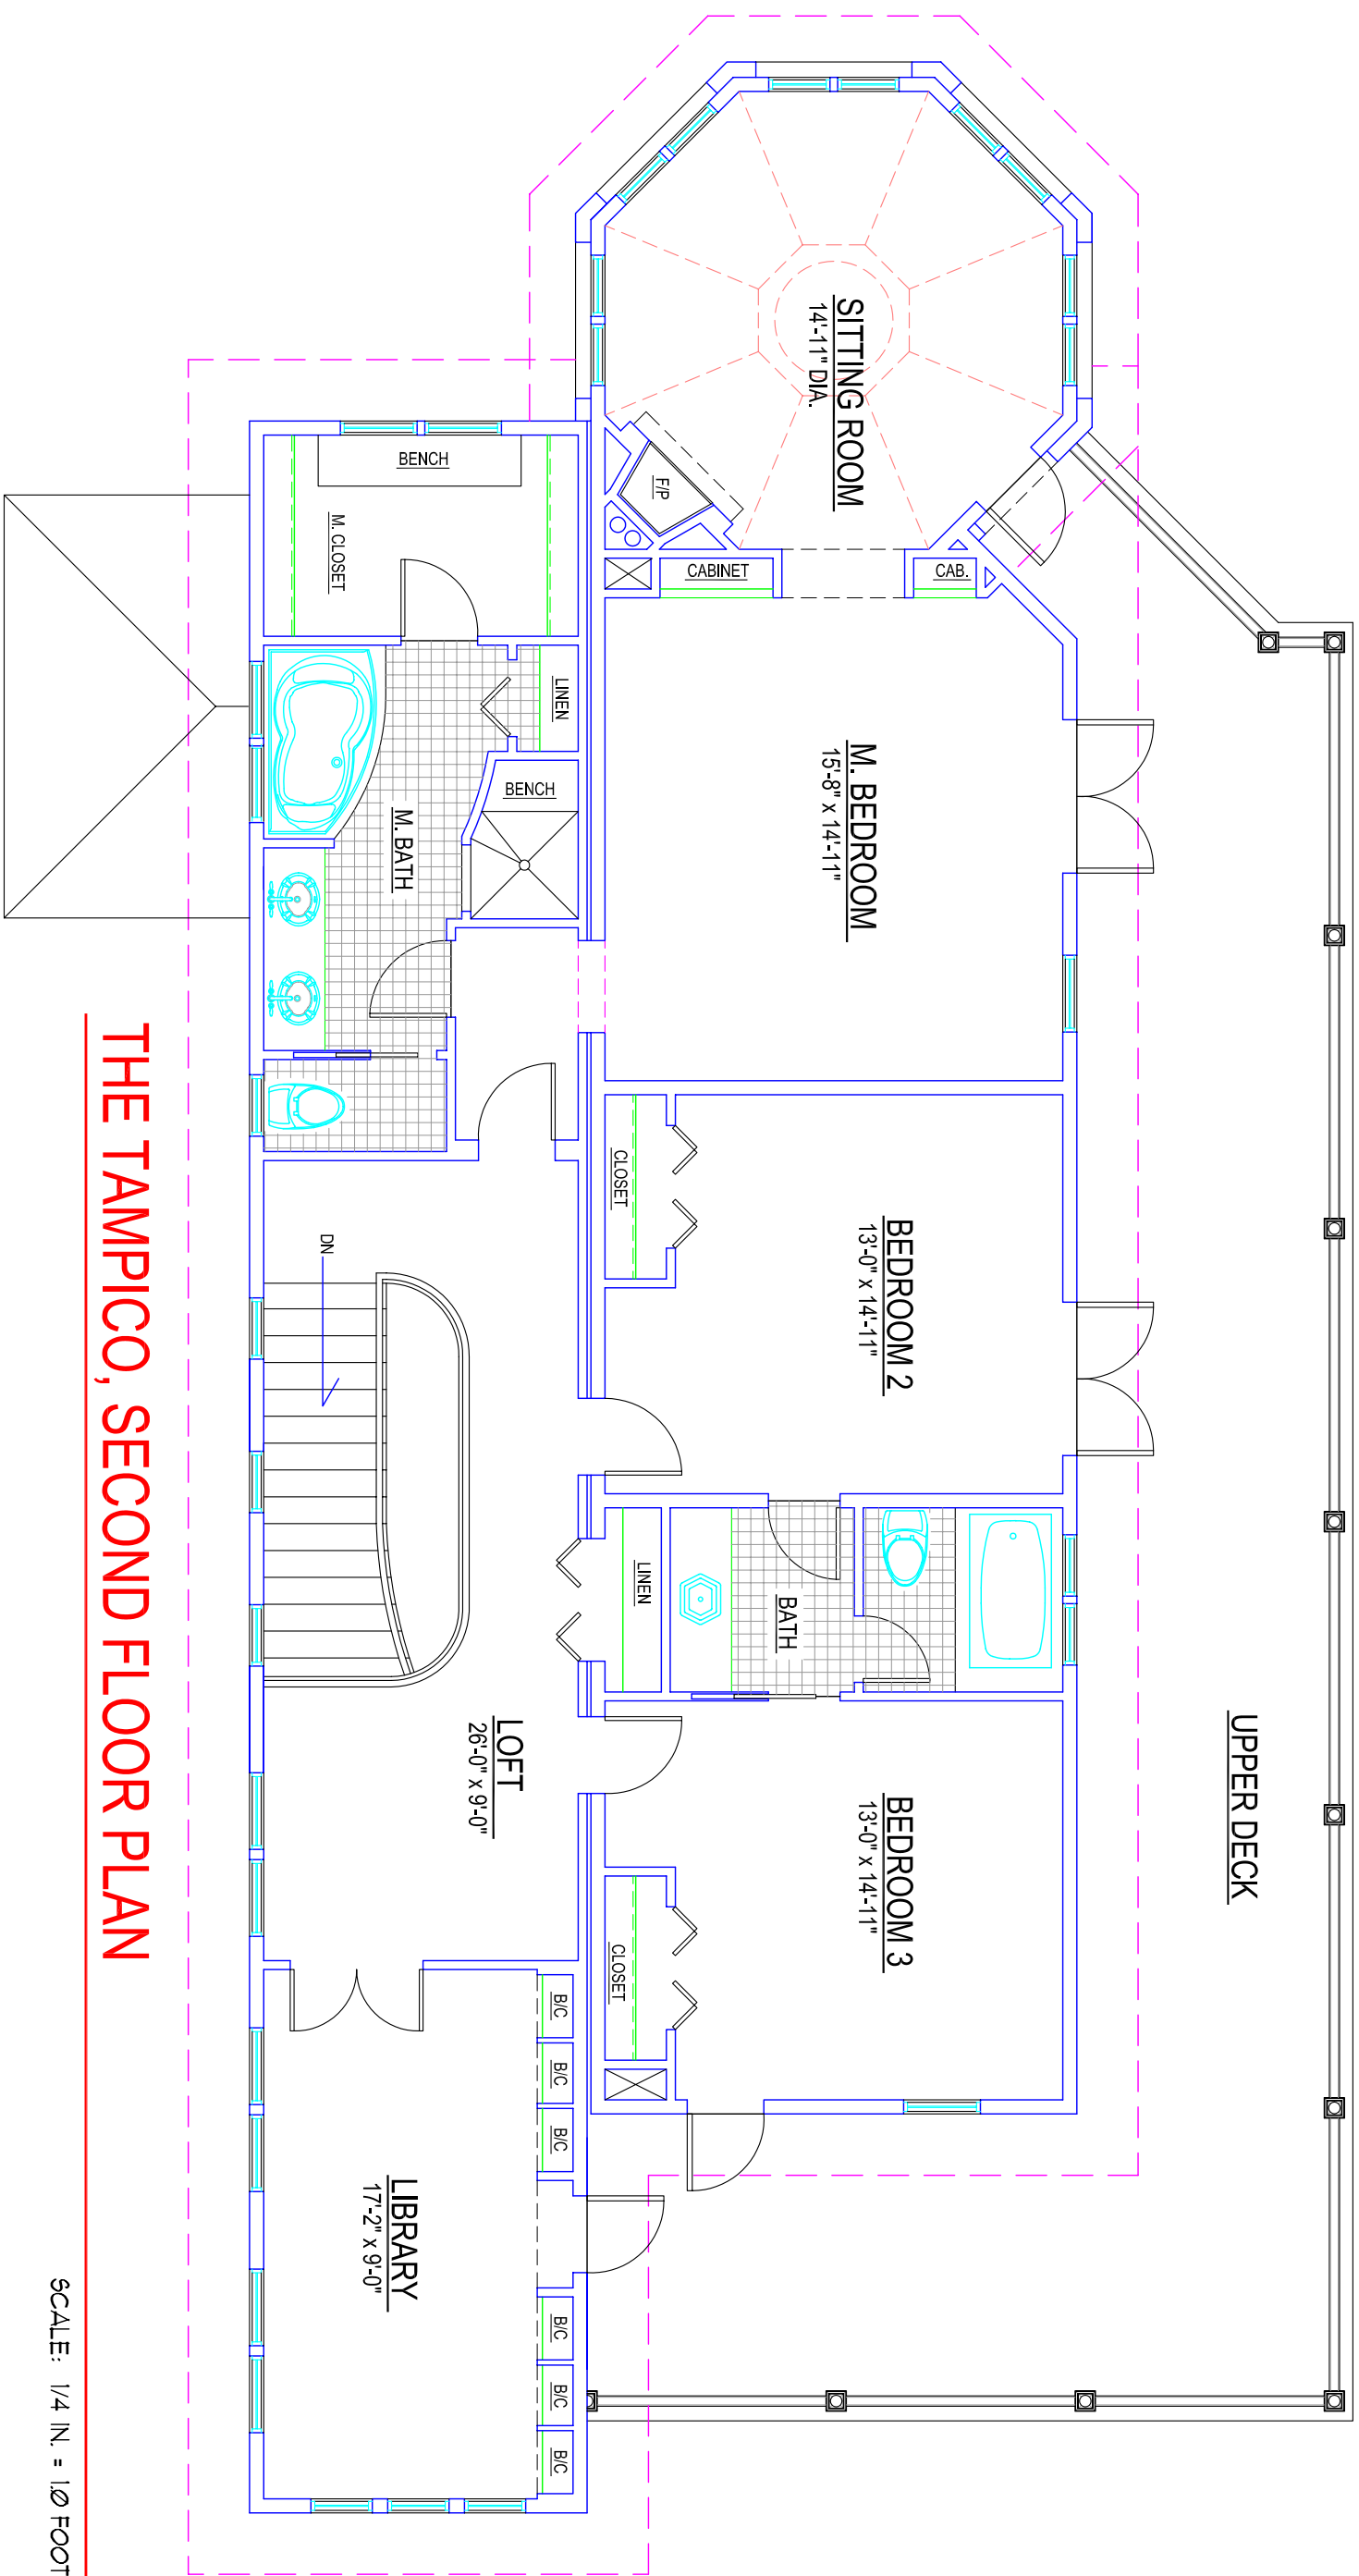 UPPER DECK
SITTING ROOM
14'-11" DIA.
M. BEDROOM
15'-8" x 14'-11"
BEDROOM 2
13'-0" x 14'-11"
BEDROOM 3
13'-0" x 14'-11"
F/P
CABINET
CAB.
CLOSET
BATH
LINEN
CLOSET
BENCH
M. CLOSET
LINEN
BENCH
M. BATH
DN
LOFT
26'-0" x 9'-0"
B/C
B/C
B/C
B/C
B/C
B/C
LIBRARY
17'-2" x 9'-0"
THE TAMPICO, SECOND FLOOR PLAN
SCALE: 1/4 IN. = 1.0 FOOT